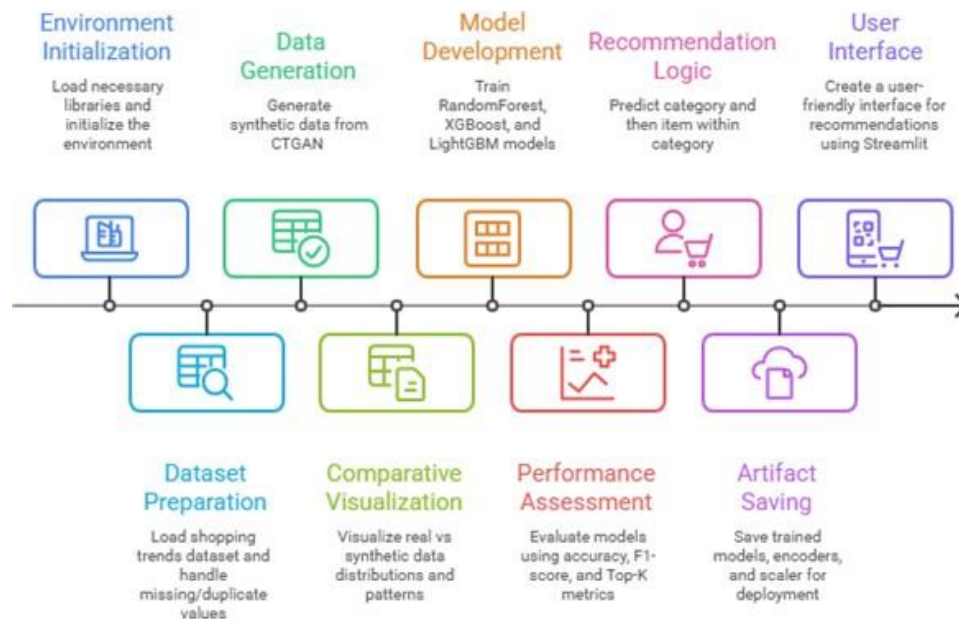 Environment
Initialization
Load necessary
libraries and
initialize the
environment
Data
Generation
Generate
synthetic data from
CTGAN
Model
Development
Train
RandomForest,
XGBoost, and
LightGBM models
Recommendation
Logic
Predict category and
then item within
category
User
Interface
Create a user-
friendly interface for
recommendations
using Streamlit
Dataset
Preparation
Load shopping
trends dataset and
handle
missing/duplicate
values
Comparative
Visualization
Visualize real vs
synthetic data
distributions and
patterns
Performance
Assessment
Evaluate models
using accuracy, F1-
score, and Top-K
metrics
Artifact
Saving
Save trained
models, encoders,
and scaler for
deployment